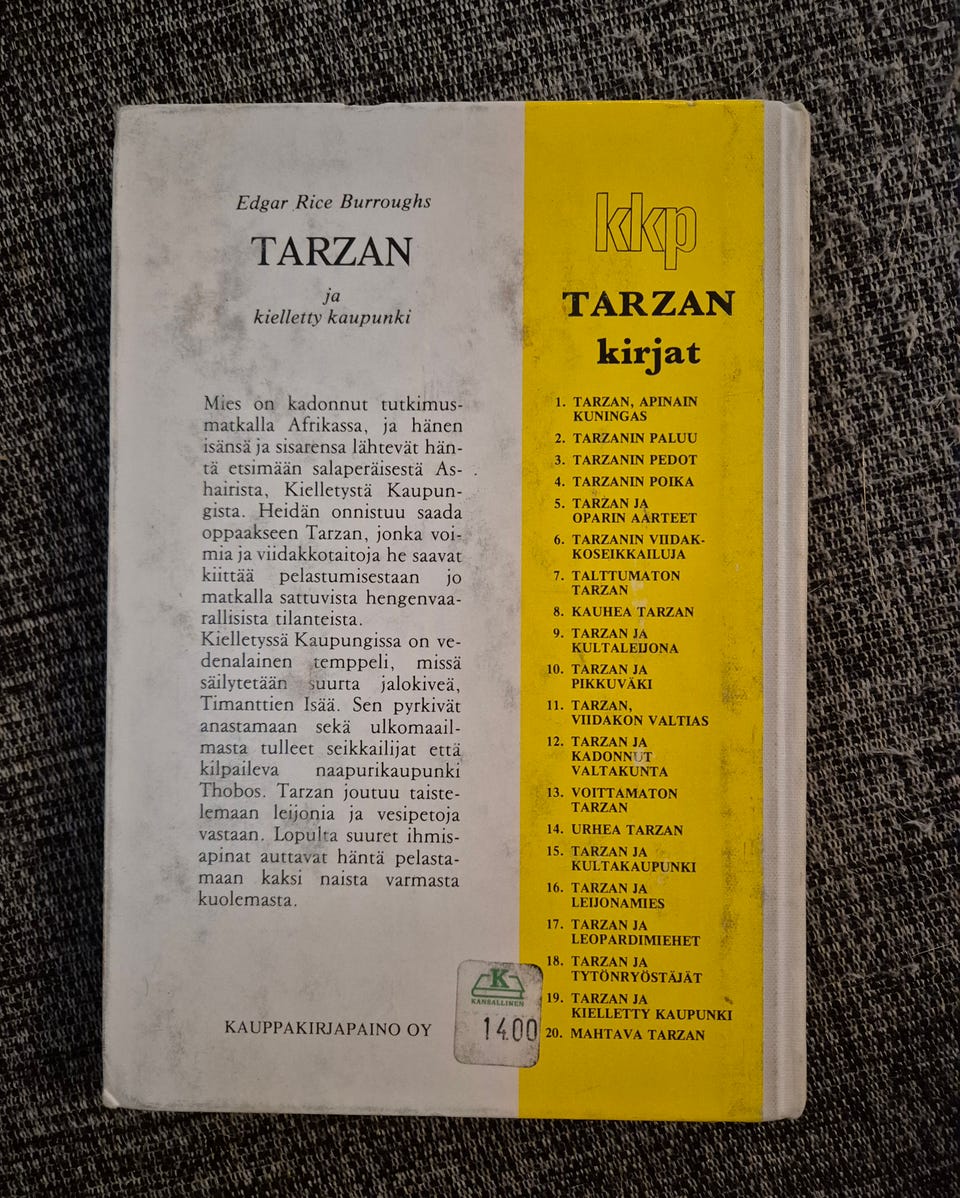 Edgar Rice Burroughs
TARZAN
ja
kielletty kaupunki
Mies on kadonnut tutkimus-
matkalla Afrikassa, ja hänen
isänsä ja sisarensa lähtevät hän-
tä etsimään salaperäisestä As-
hairista, Kielletystä Kaupun-
gista. Heidän onnistuu saada
oppaakseen Tarzan, jonka voi-
mia ja viidakkotaitoja he saavat
kiittää pelastumisestaan jo
matkalla sattuvista hengenvaa-
rallisista tilanteista.
Kielletyssä Kaupungissa on ve-
denalainen temppeli, missä
säilytetään suurta jalokiveä,
Timanttien Isää. Sen pyrkivät
anastamaan sekä ulkomaail-
masta tulleet seikkailijat että
kilpaileva naapurikaupunki
Thobos. Tarzan joutuu taiste-
lemaan leijonia ja vesipetoja
vastaan. Lopulta suuret ihmis-
apinat auttavat häntä pelasta-
maan kaksi naista varmasta
kuolemasta.
KAUPPAKIRJAPAINO OY
K
KANSALLINEN
14.00
kkp
TARZAN
kirjat
1. TARZAN, APINAIN
KUNINGAS
2. TARZANIN PALUU
3. TARZANIN PEDOT
4. TARZANIN POIKA
5. TARZAN JA
OPARIN AARTEET
6. TARZANIN VIIDAK-
KOSEIKKAILUJA
7. TALTTUMATON
TARZAN
8. KAUHEA TARZAN
9. TARZAN JA
KULTALEIJONA
10. TARZAN JA
PIKKUVÄKI
11. TARZAN,
VIIDAKON VALTIAS
12. TARZAN JA
KADONNUT
VALTAKUNTA
13. VOITTAMATON
TARZAN
14. URHEA TARZAN
15. TARZAN JA
KULTAKAUPUNKI
16. TARZAN JA
LEIJONAMIES
17. TARZAN JA
LEOPARDIMIEHET
18. TARZAN JA
TYTÖNRYÖSTÄJÄT
19. TARZAN JA
KIELLETTY KAUPUNKI
20. MAHTAVA TARZAN